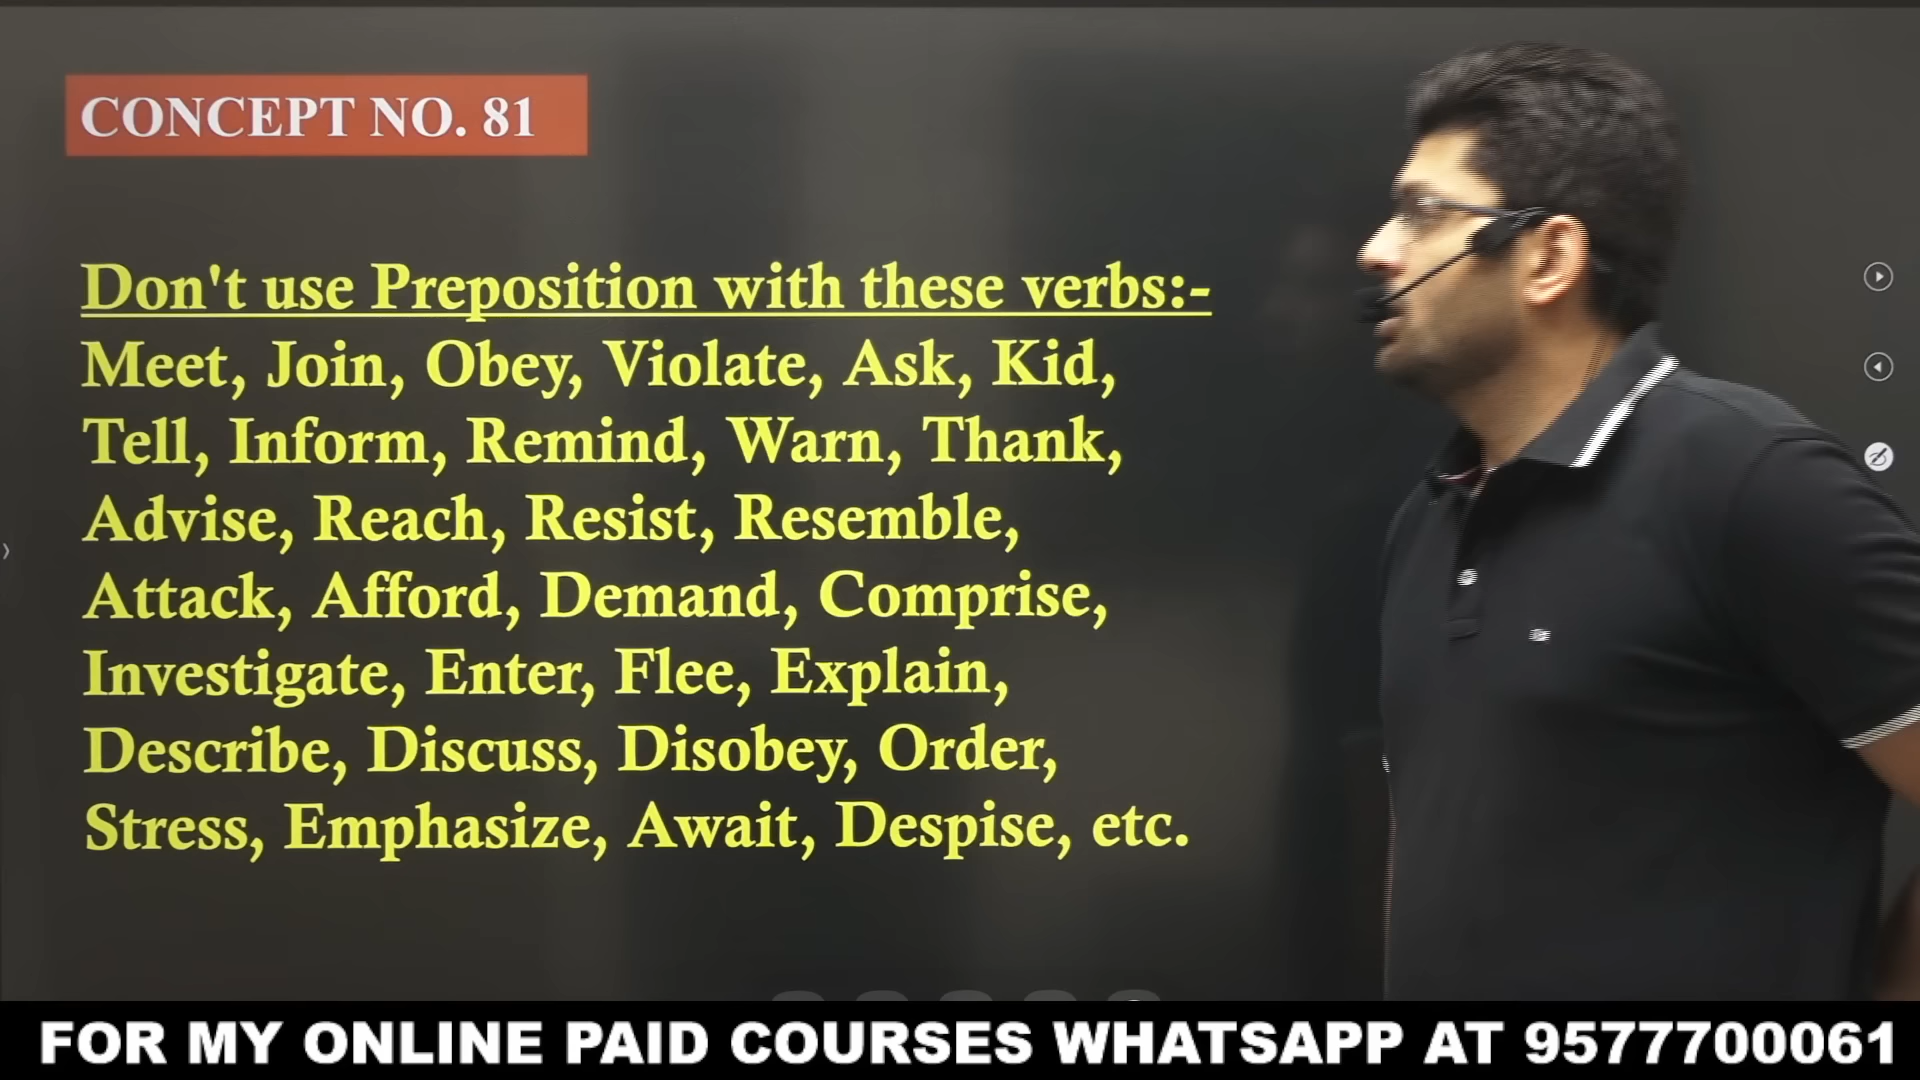 CONCEPT NO. 81
Don't use Preposition with these verbs:-
Meet, Join, Obey, Violate, Ask, Kid,
Tell, Inform, Remind, Warn, Thank,
Advise, Reach, Resist, Resemble,
Attack, Afford, Demand, Comprise,
Investigate, Enter, Flee, Explain,
Describe, Discuss, Disobey, Order,
Stress, Emphasize, Await, Despise, etc.
FOR MY ONLINE PAID COURSES WHATSAPP AT 9577700061